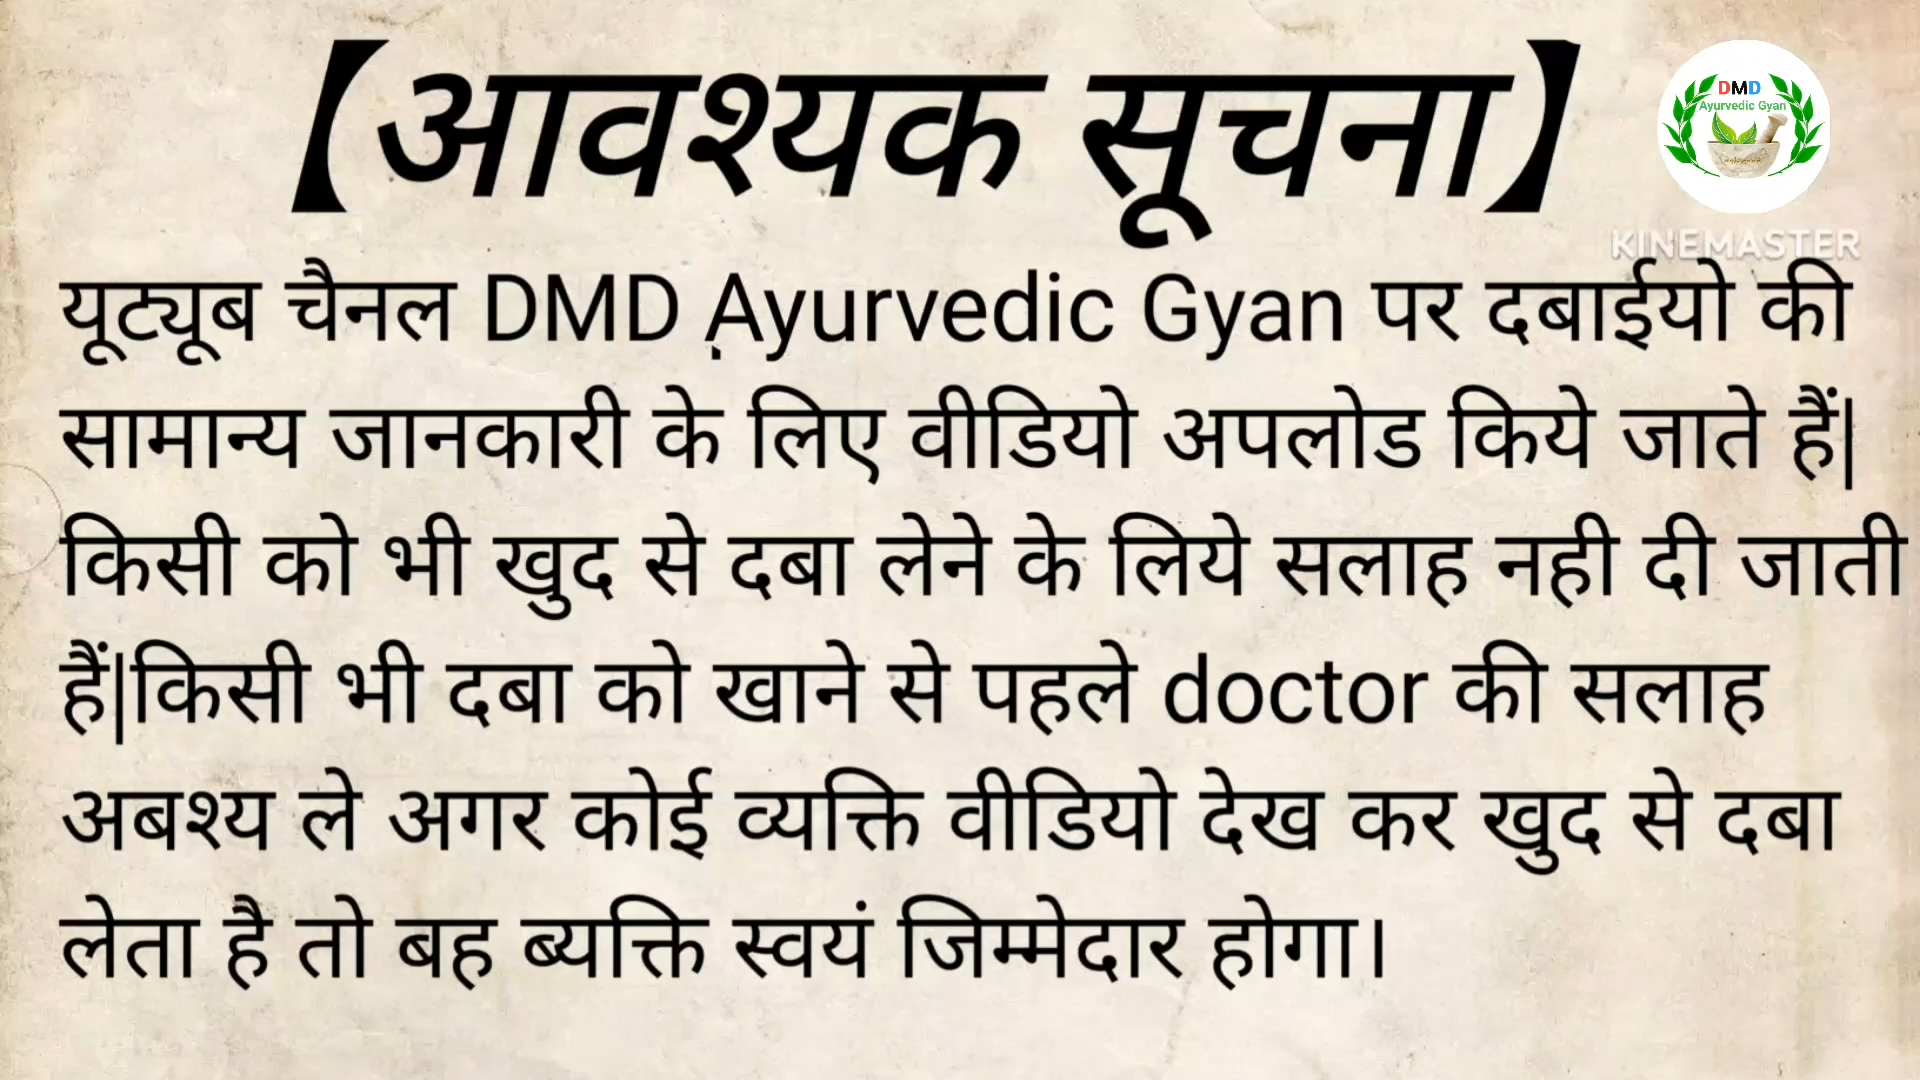 【आवश्यक सूचना】
DMD
Ayurvedic Gyan
KINEMASTER
यूट्यूब चैनल DMD Ayurvedic Gyan पर दबाईयो की
सामान्य जानकारी के लिए वीडियो अपलोड किये जाते हैं|
किसी को भी खुद से दबा लेने के लिये सलाह नही दी जाती
हैं|किसी भी दबा को खाने से पहले doctor की सलाह
अबश्य ले अगर कोई व्यक्ति वीडियो देख कर खुद से दबा
लेता है तो बह ब्यक्ति स्वयं जिम्मेदार होगा।